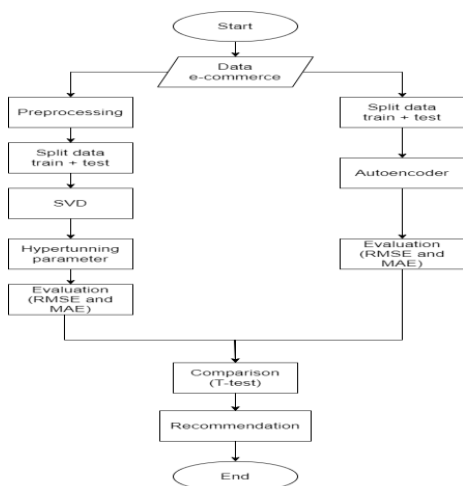 Start
Data
e-commerce
Preprocessing
Split data
train + test
SVD
Hypertunning
parameter
Evaluation
(RMSE and
MAE)
Split data
train + test
Autoencoder
Evaluation
(RMSE and
MAE)
Comparison
(T-test)
Recommendation
End